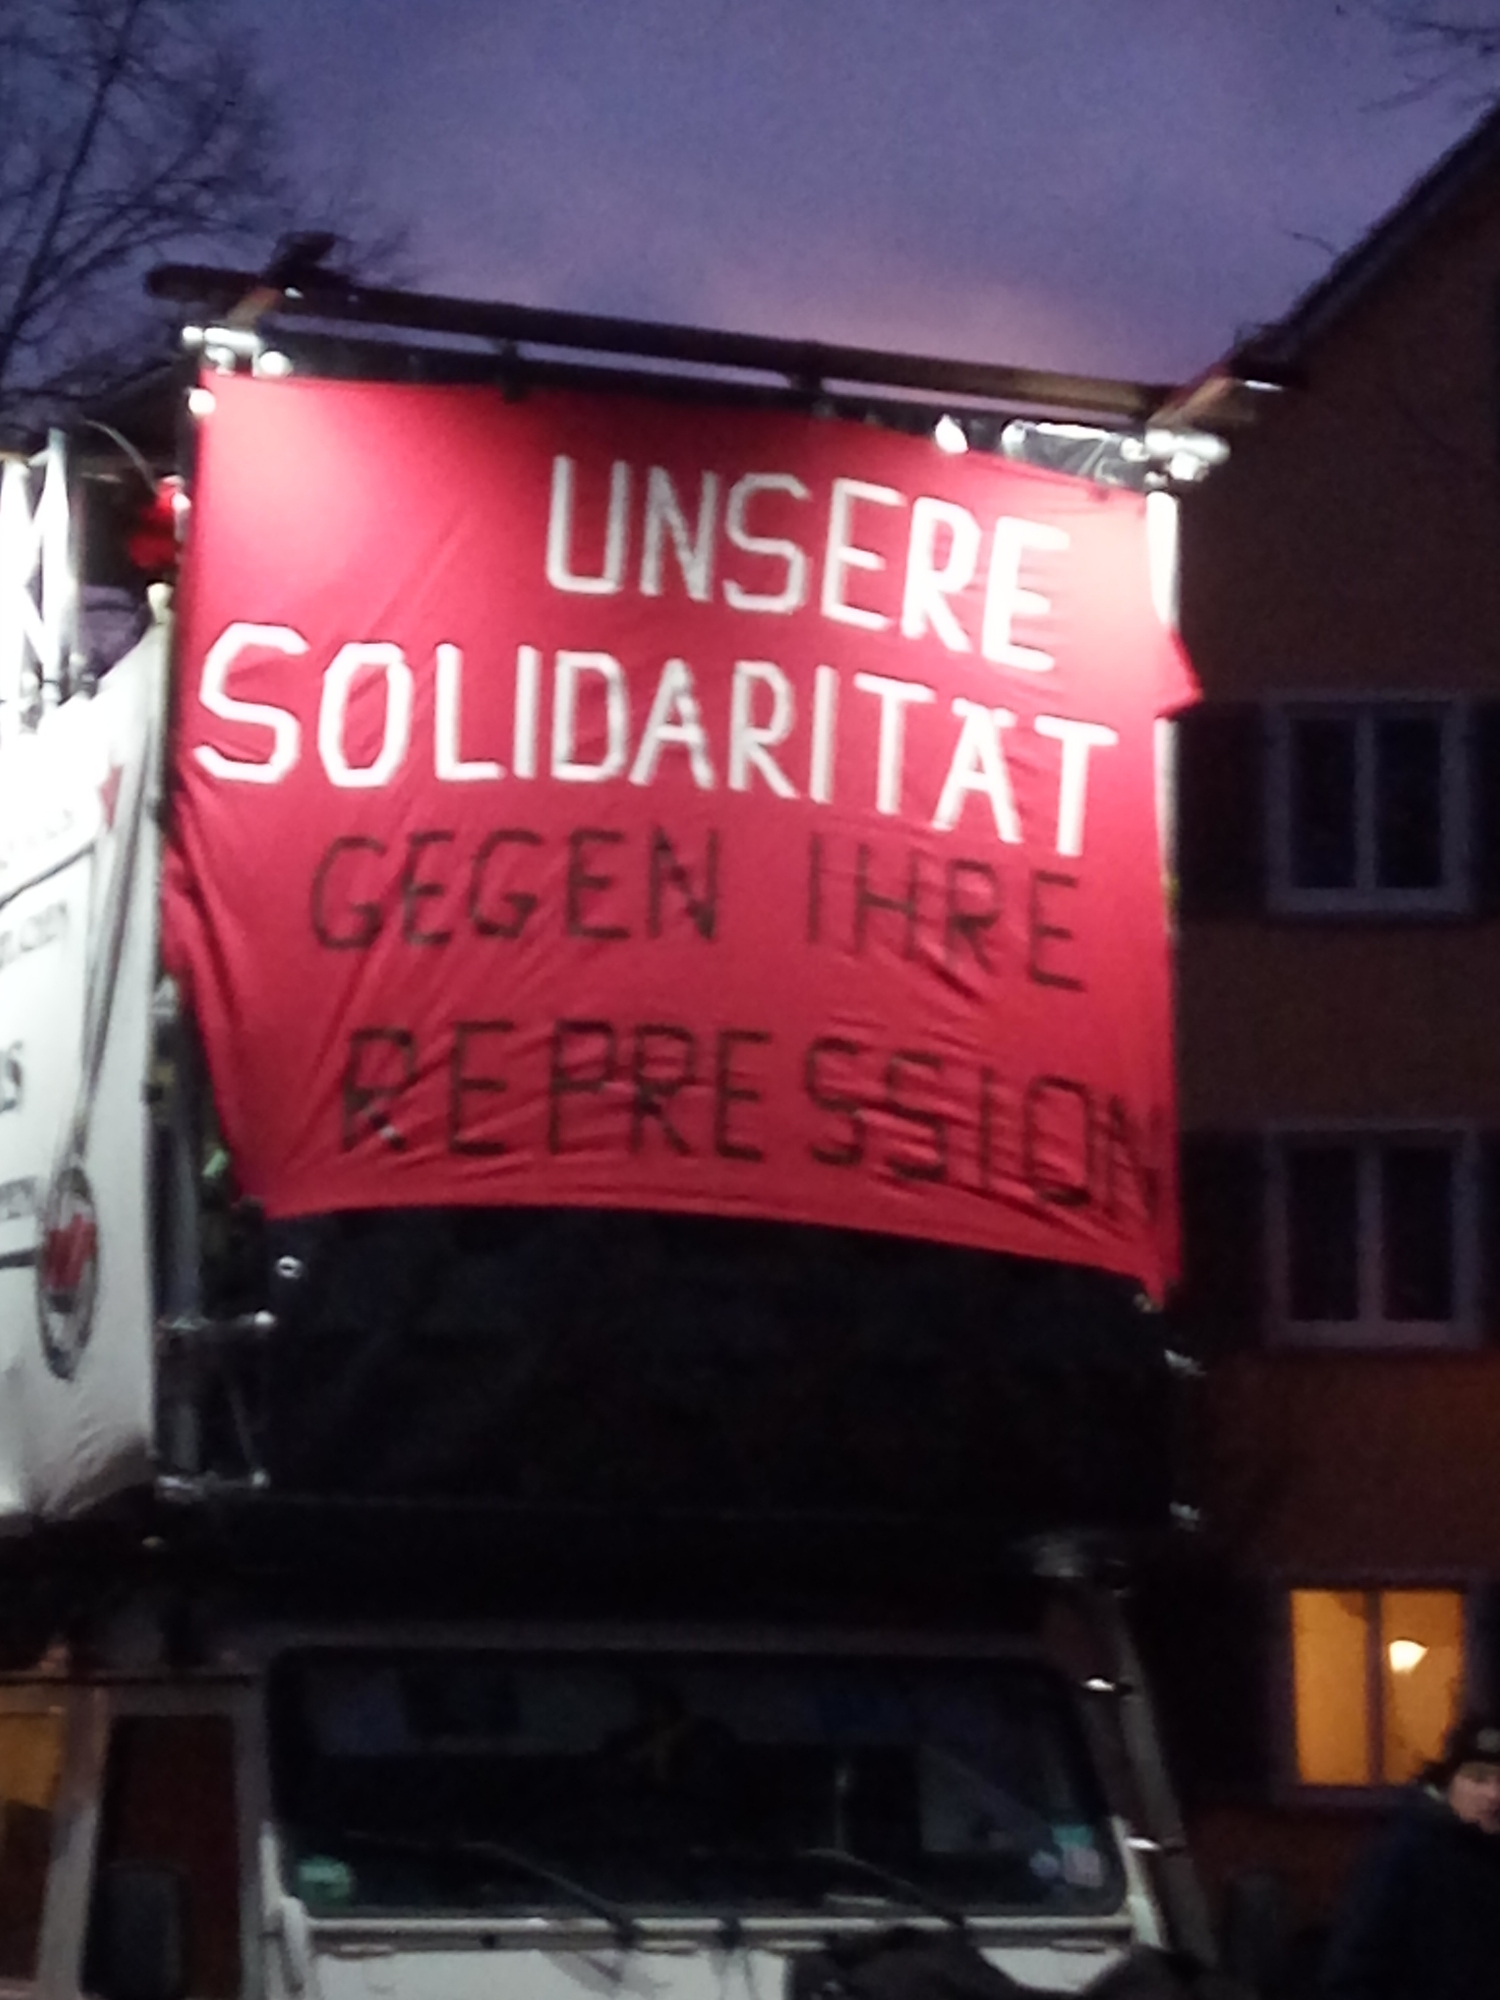 UNSERE
SOLIDARITÄT
GEGEN IHRE
REPRESSION